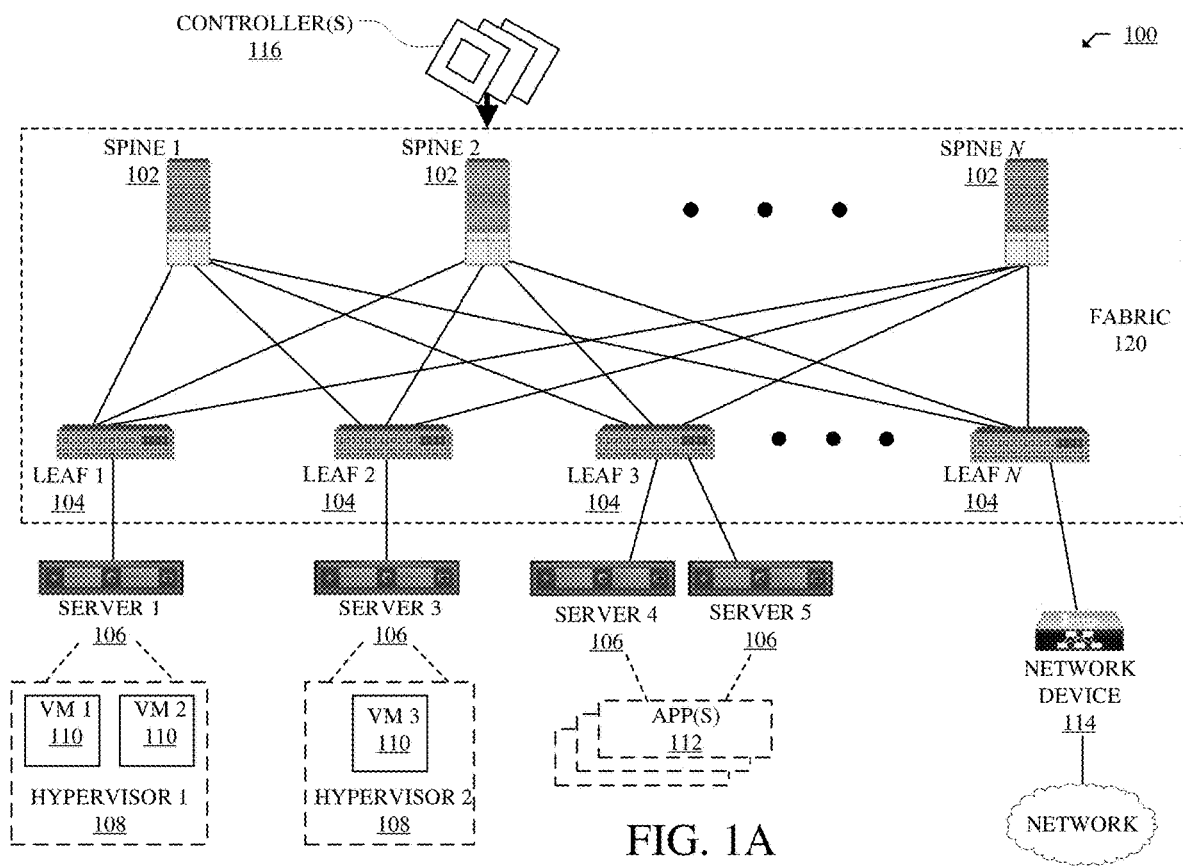 CONTROLLER(S)
116
100
SPINE 1
102
SPINE 2
102
SPINE N
102
FABRIC
120
LEAF 1
104
LEAF 2
104
LEAF 3
104
LEAF N
104
SERVER 1
106
SERVER 3
106
SERVER 4
106
SERVER 5
106
NETWORK
DEVICE
114
VM 1
110
VM 2
110
HYPERVISOR 1
108
VM 3
110
HYPERVISOR 2
108
APP(S)
112
NETWORK
FIG. 1A